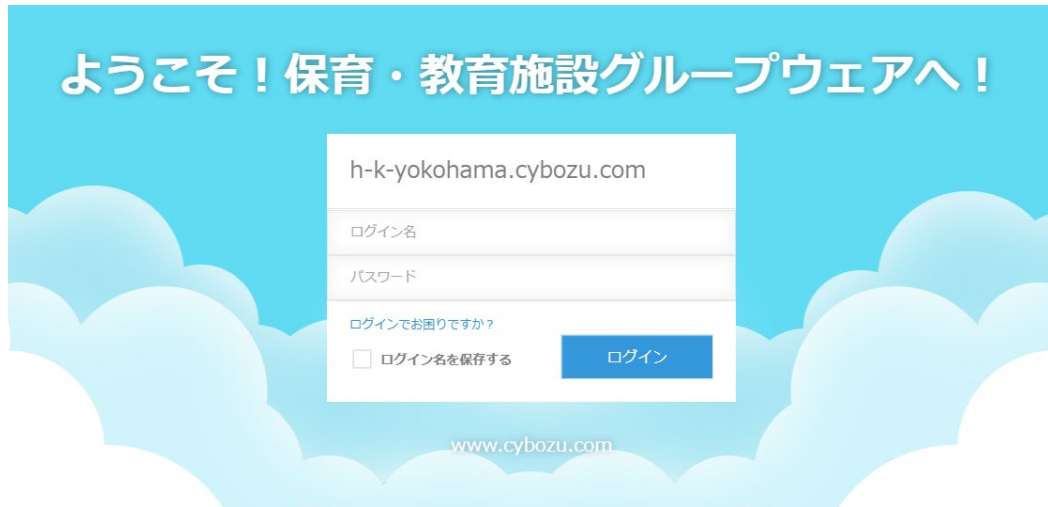 ようこそ！保育・教育施設グループウェアへ！
h-k-yokohama.cybozu.com
ログイン名
パスワード
ログインでお困りですか？
ログイン名を保存する
ログイン
www.cybozu.com